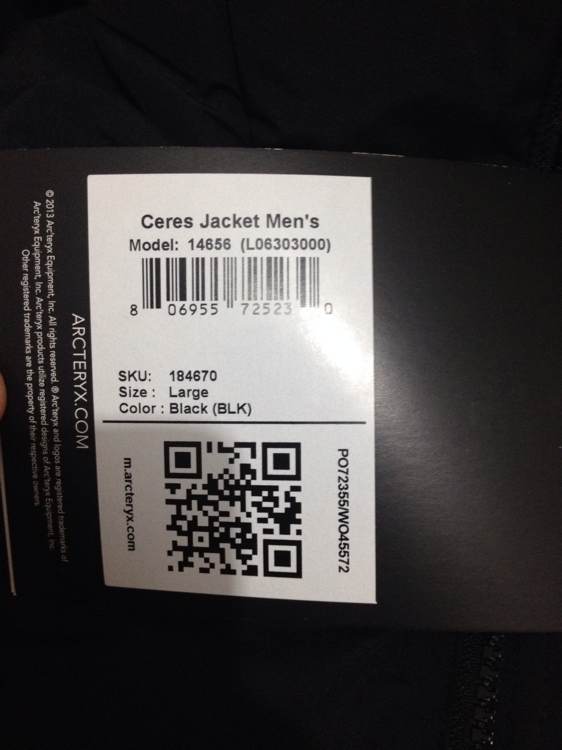 Ceres Jacket Men's
Model: 14656 (L06303000)
8 06955 72523 0
SKU: 184670
Size : Large
Color : Black (BLK)
m.arcteryx.com
PO72355/WO45572
ARCTERYX.COM
© 2013 Arc'teryx Equipment, Inc. All rights reserved. ® Arc'teryx and logos are registered trademarks of
Arc'teryx Equipment, Inc. Arc'teryx products utilize registered designs of Arc'teryx Equipment, Inc.
Other registered trademarks are the property of their respective owners.